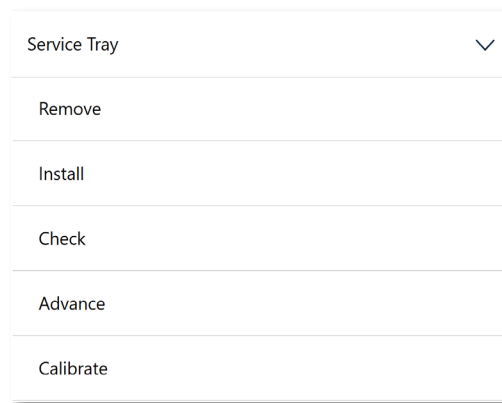 Service Tray
Remove
Install
Check
Advance
Calibrate